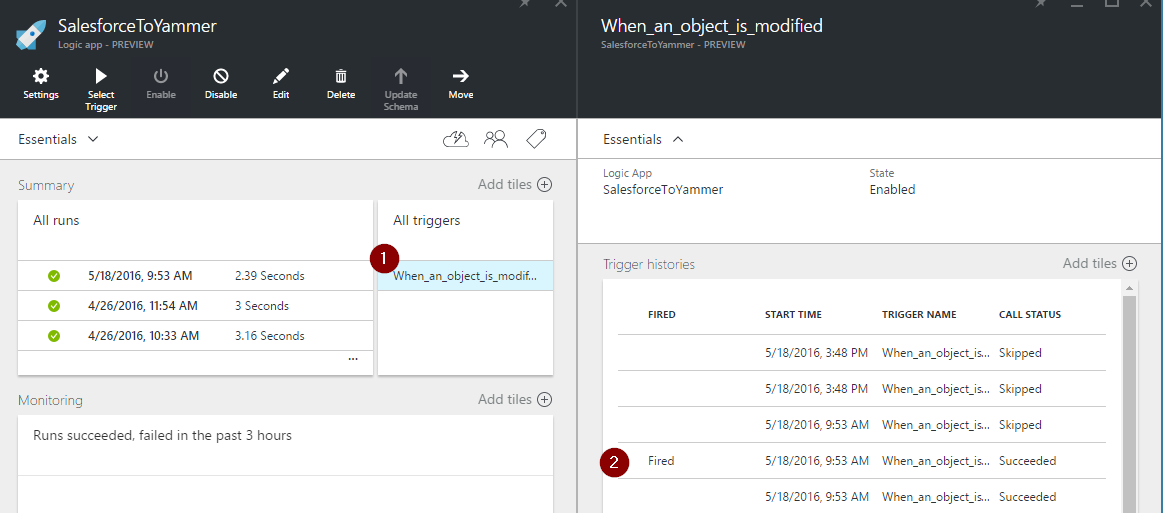 SalesforceToYammer
Logic app - PREVIEW
Settings
Select Trigger
Enable
Disable
Edit
Delete
Update Schema
Move
Essentials
Summary
Add tiles
All runs
5/18/2016, 9:53 AM 2.39 Seconds
4/26/2016, 11:54 AM 3 Seconds
4/26/2016, 10:33 AM 3.16 Seconds
...
All triggers
1
When_an_object_is_modif...
Monitoring
Add tiles
Runs succeeded, failed in the past 3 hours
When_an_object_is_modified
SalesforceToYammer - PREVIEW
Essentials
Logic App
SalesforceToYammer
State
Enabled
Trigger histories
Add tiles
FIRED START TIME TRIGGER NAME CALL STATUS
5/18/2016, 3:48 PM When_an_object_is... Skipped
5/18/2016, 3:48 PM When_an_object_is... Skipped
5/18/2016, 9:53 AM When_an_object_is... Skipped
2 Fired 5/18/2016, 9:53 AM When_an_object_is... Succeeded
5/18/2016, 9:53 AM When_an_object_is... Succeeded